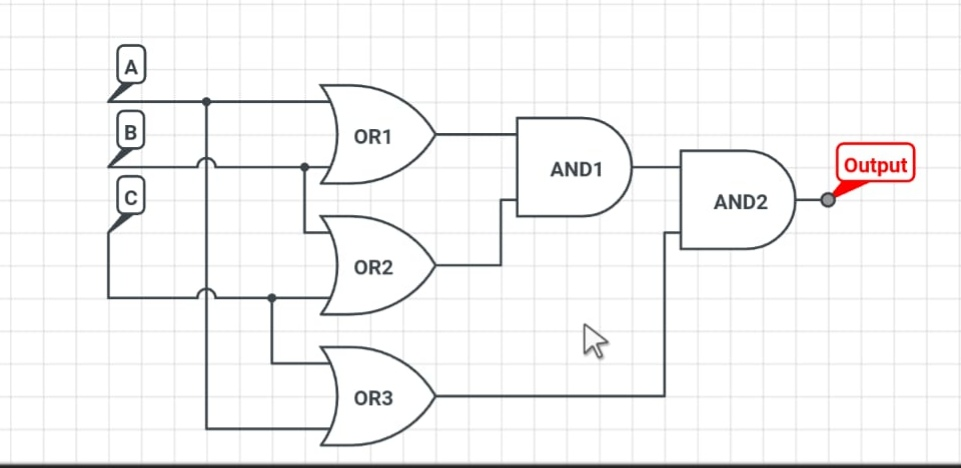 A
B
C
OR1
OR2
OR3
AND1
AND2
Output